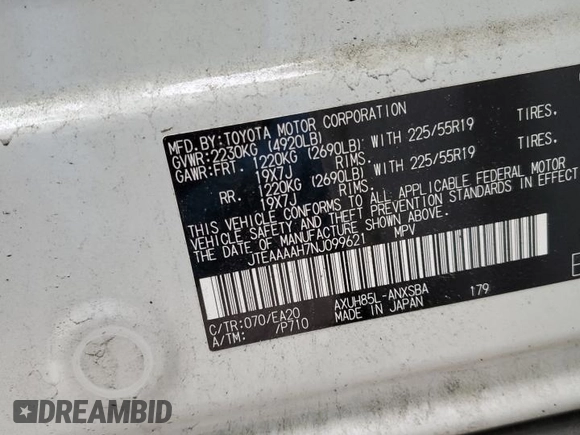 MFD. BY: TOYOTA MOTOR CORPORATION
GVWR: 2230KG (4920LB)
GAWR: FRT. 1220KG (2690LB) WITH 225/55R19 TIRES.
19X7J RIMS.
RR. 1220KG (2690LB) WITH 225/55R19 TIRES.
19X7J RIMS.
THIS VEHICLE CONFORMS TO ALL APPLICABLE FEDERAL MOTOR
VEHICLE SAFETY AND THEFT PREVENTION STANDARDS IN EFFECT
THE DATE OF MANUFACTURE SHOWN ABOVE.
JTEAAAAH7NJ099621 MPV
C/TR: 070/EA20 AXUH85L-ANXSBA 179
A/TM: /P710 MADE IN JAPAN
DREAMBID